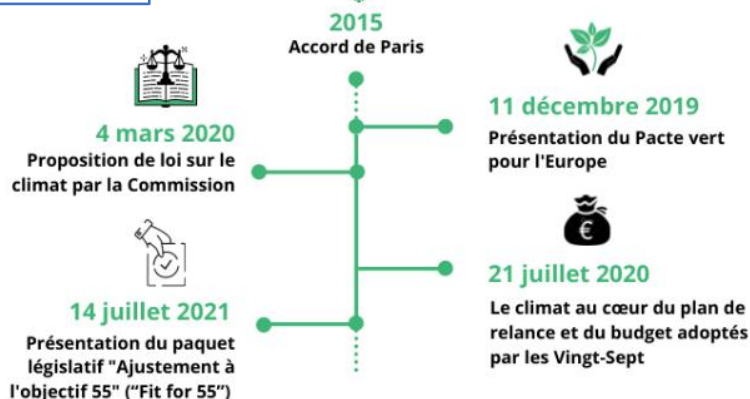 2015
Accord de Paris
11 décembre 2019
Présentation du Pacte vert
pour l'Europe
4 mars 2020
Proposition de loi sur le
climat par la Commission
€
21 juillet 2020
Le climat au cœur du plan de
relance et du budget adoptés
par les Vingt-Sept
14 juillet 2021
Présentation du paquet
législatif "Ajustement à
l'objectif 55" (“Fit for 55”)